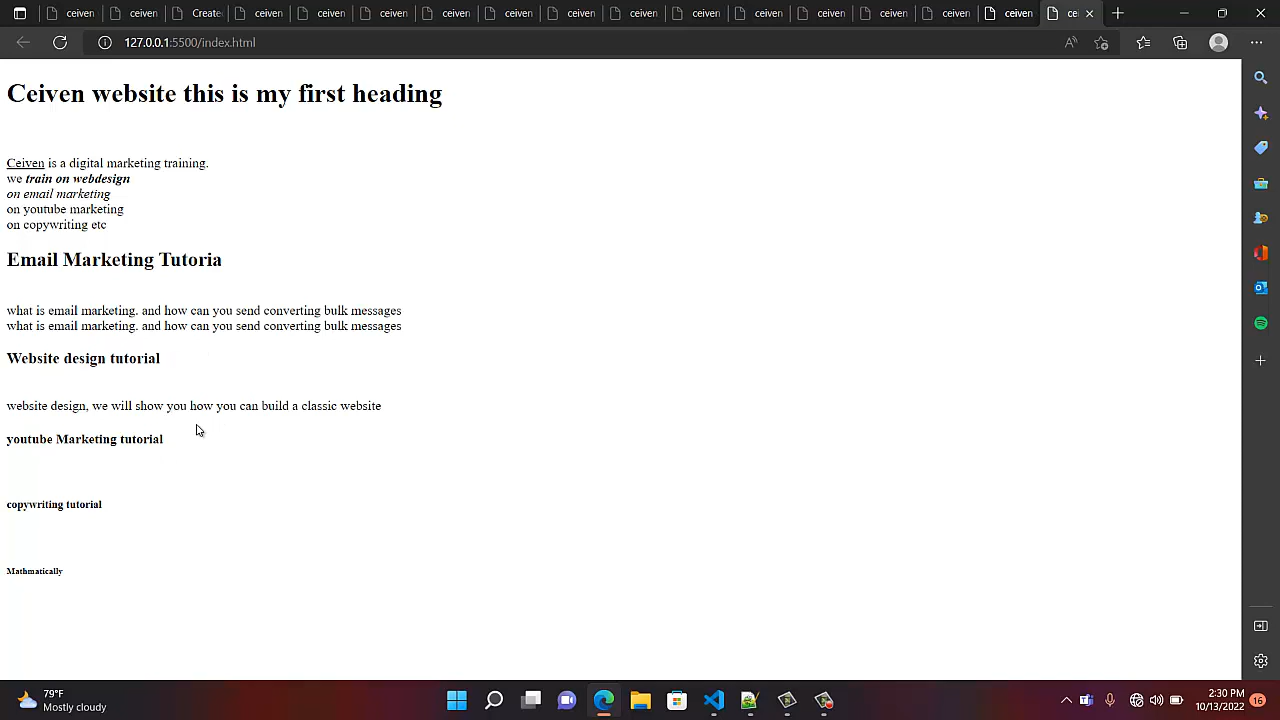 ceiven ceiven Create ceiven ceiven ceiven ceiven ceiven ceiven ceiven ceiven ceiven ceiven ceiven ceiven ceiven cei
127.0.0.1:5500/index.html
Ceiven website this is my first heading
Ceiven is a digital marketing training.
we train on webdesign
on email marketing
on youtube marketing
on copywriting etc
Email Marketing Tutoria
what is email marketing. and how can you send converting bulk messages
what is email marketing. and how can you send converting bulk messages
Website design tutorial
website design, we will show you how you can build a classic website
youtube Marketing tutorial
copywriting tutorial
Mathmatically
79°F
Mostly cloudy
2:30 PM
10/13/2022
16